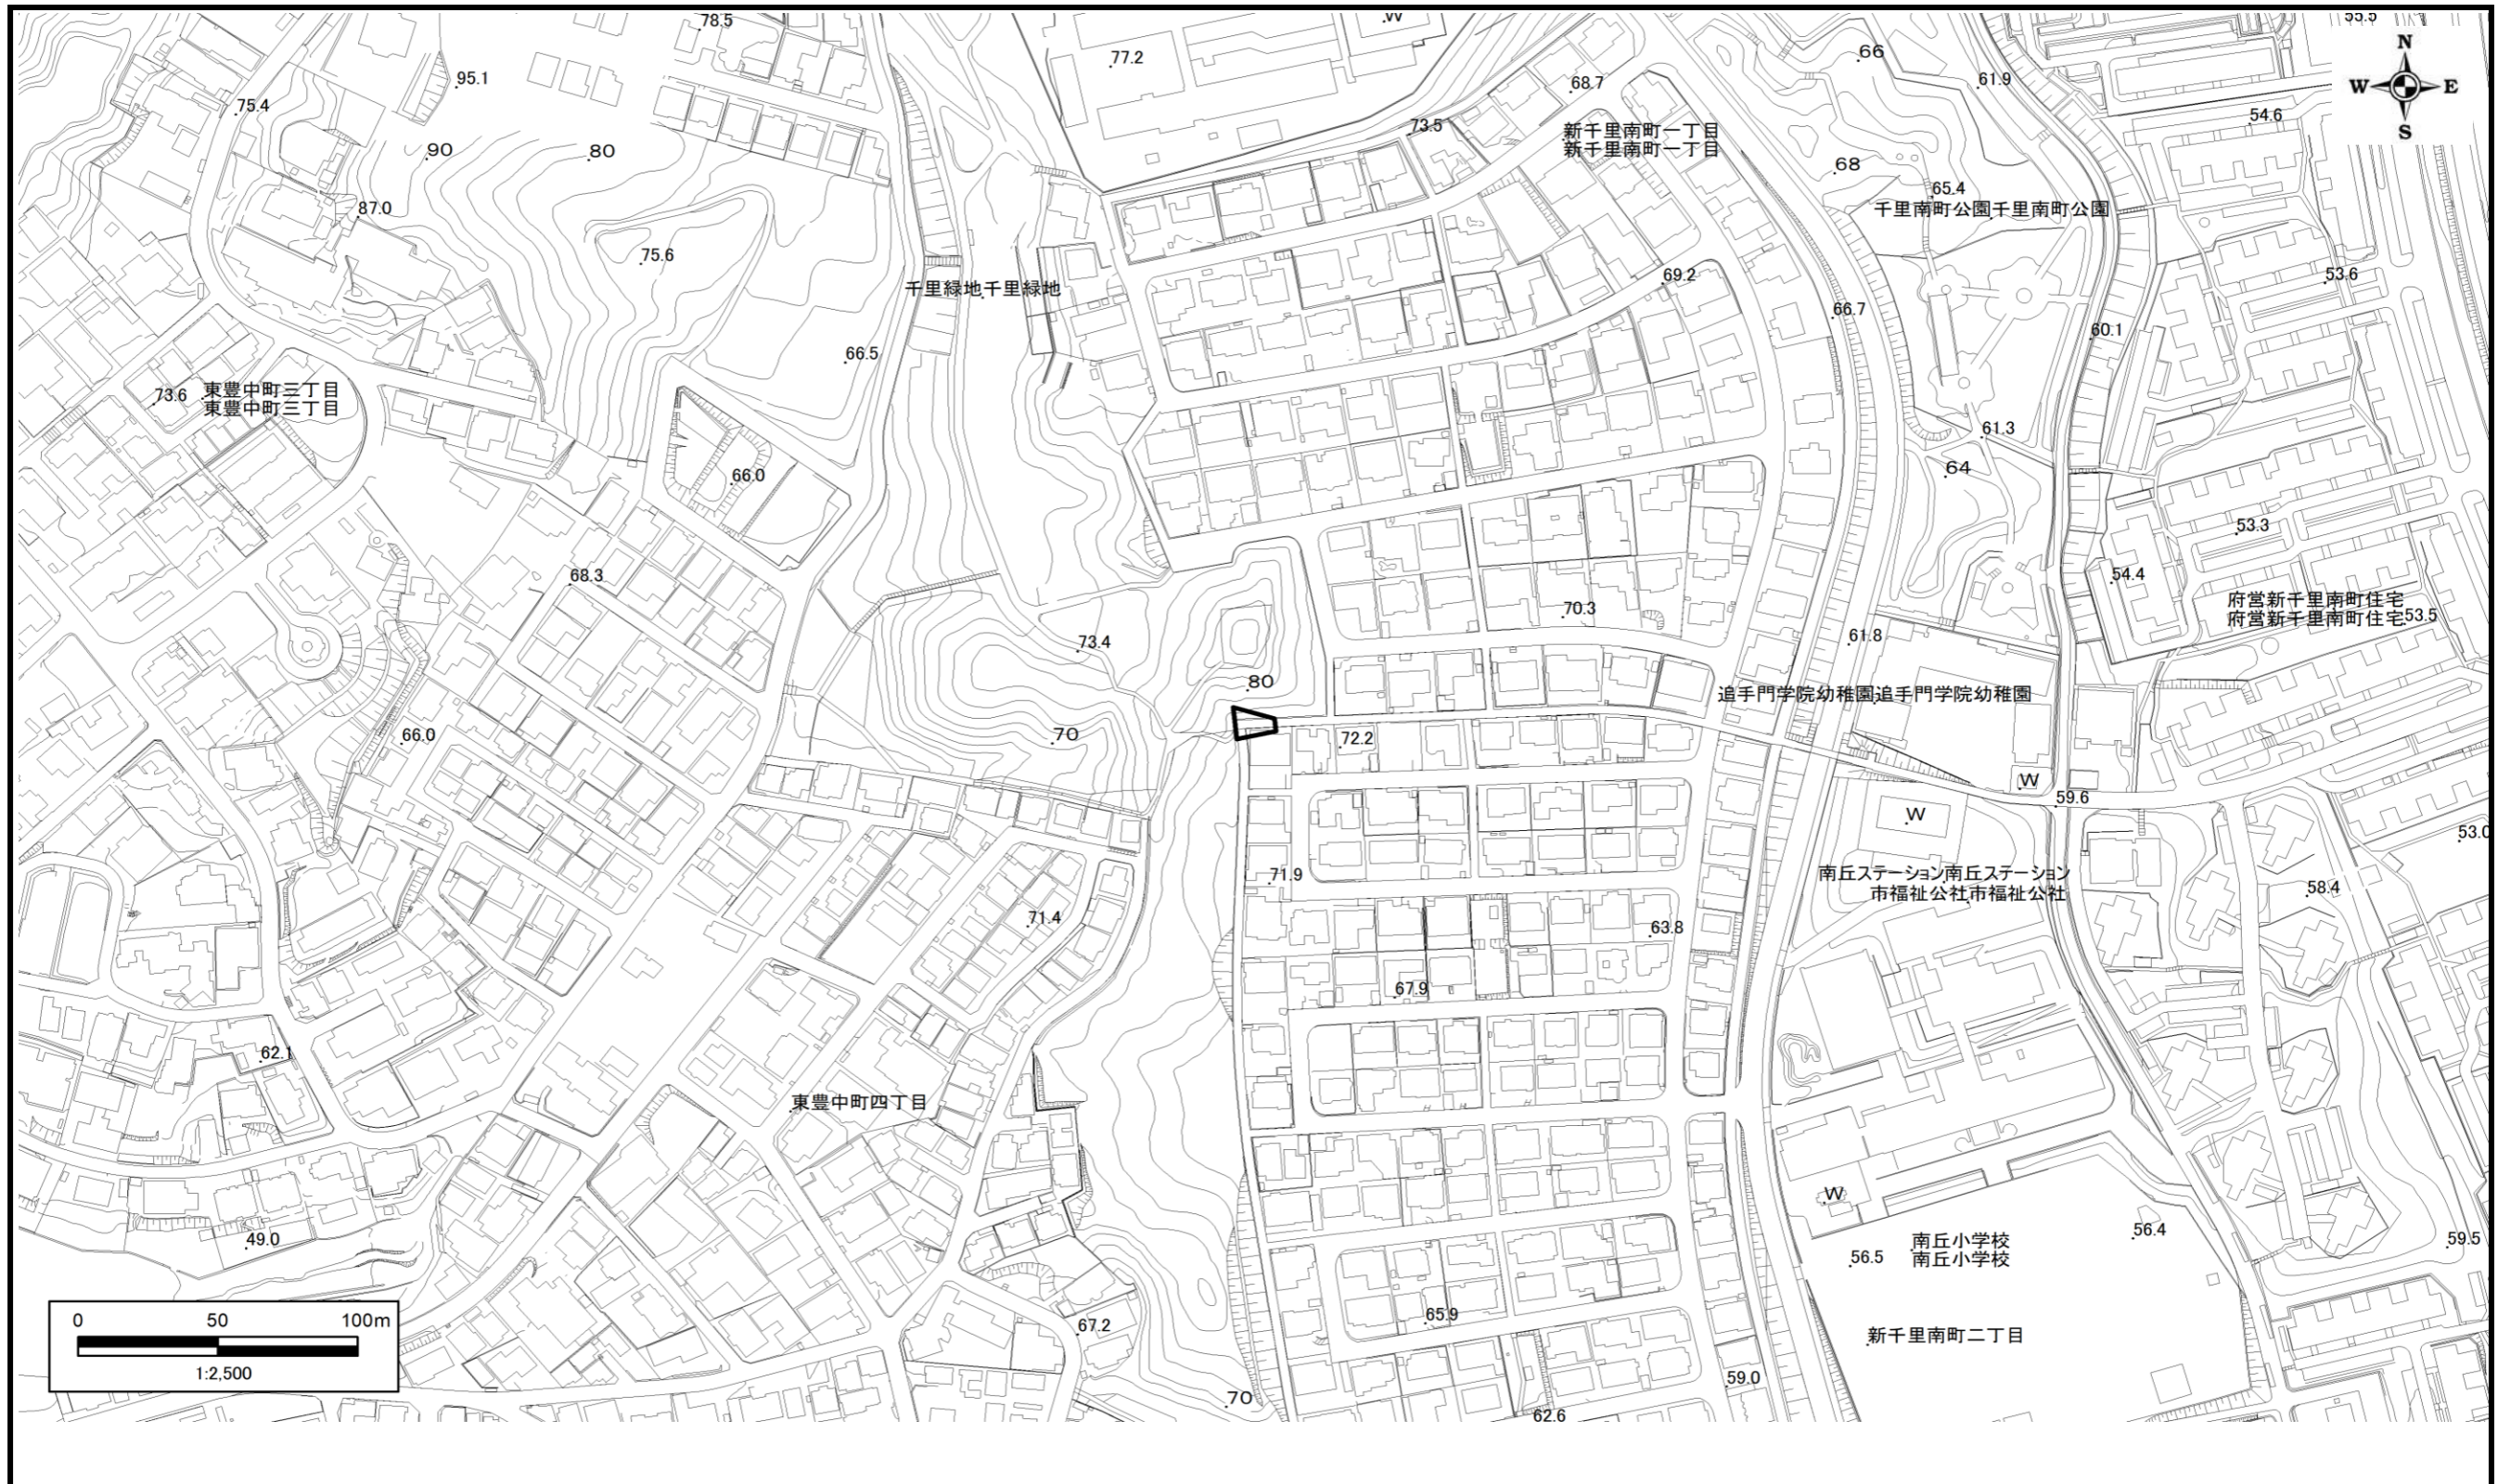 78.5
W
55.5
N
W E
S
77.2
66
95.1
68.7
61.9
75.4
54.6
90
80
73.5
新千里南町一丁目
新千里南町一丁目
68
65.4
87.0
千里南町公園千里南町公園
75.6
69.2
53.6
千里緑地千里緑地
66.7
60.1
66.5
73.6
東豊中町三丁目
東豊中町三丁目
61.3
66.0
64
53.3
68.3
54.4
70.3
府営新千里南町住宅
府営新千里南町住宅
53.5
61.8
73.4
80
追手門学院幼稚園追手門学院幼稚園
66.0
70
72.2
W
59.6
W
53.0
71.9
南丘ステーション南丘ステーション
市福祉公社市福祉公社
58.4
71.4
63.8
67.9
62.1
東豊中町四丁目
W
49.0
56.5
南丘小学校
南丘小学校
56.4
59.5
0 50 100m
1:2,500
67.2
65.9
新千里南町二丁目
70
59.0
62.6